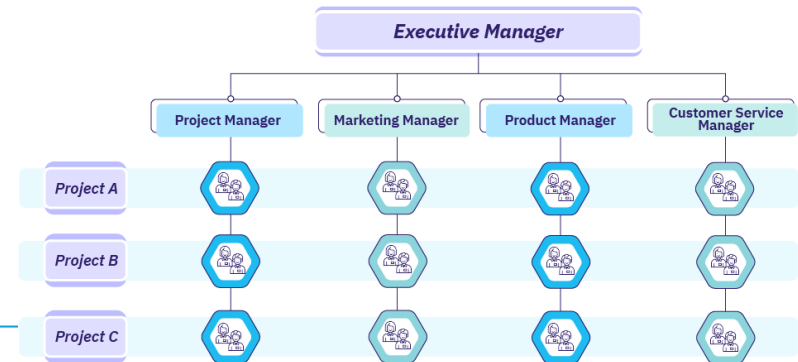 Executive Manager
Project Manager
Marketing Manager
Product Manager
Customer Service
Manager
Project A
Project B
Project C